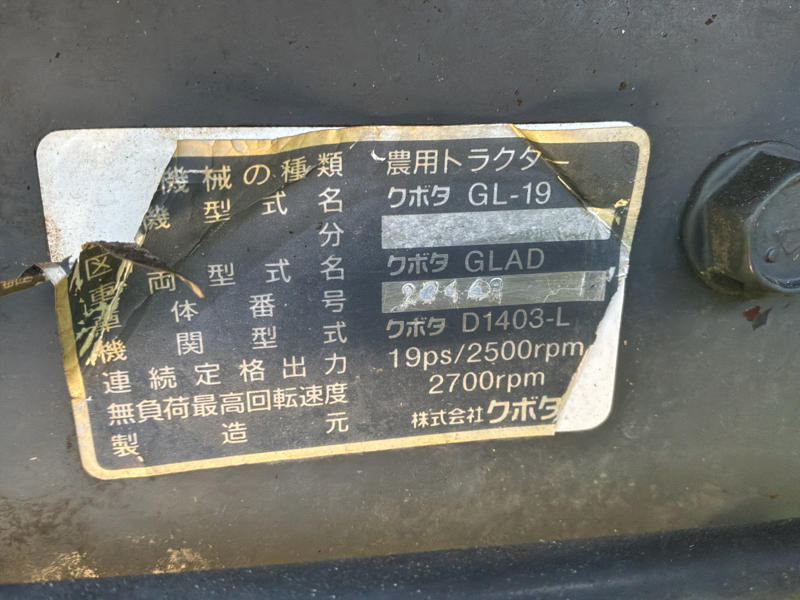 機械の種類 農用トラクター
機型式名 クボタ GL-19
区分
車両型式名 クボタ GLAD
車体番号
機関型式 クボタ D1403-L
連続定格出力 19ps/2500rpm
無負荷最高回転速度 2700rpm
製造元 株式会社クボタ